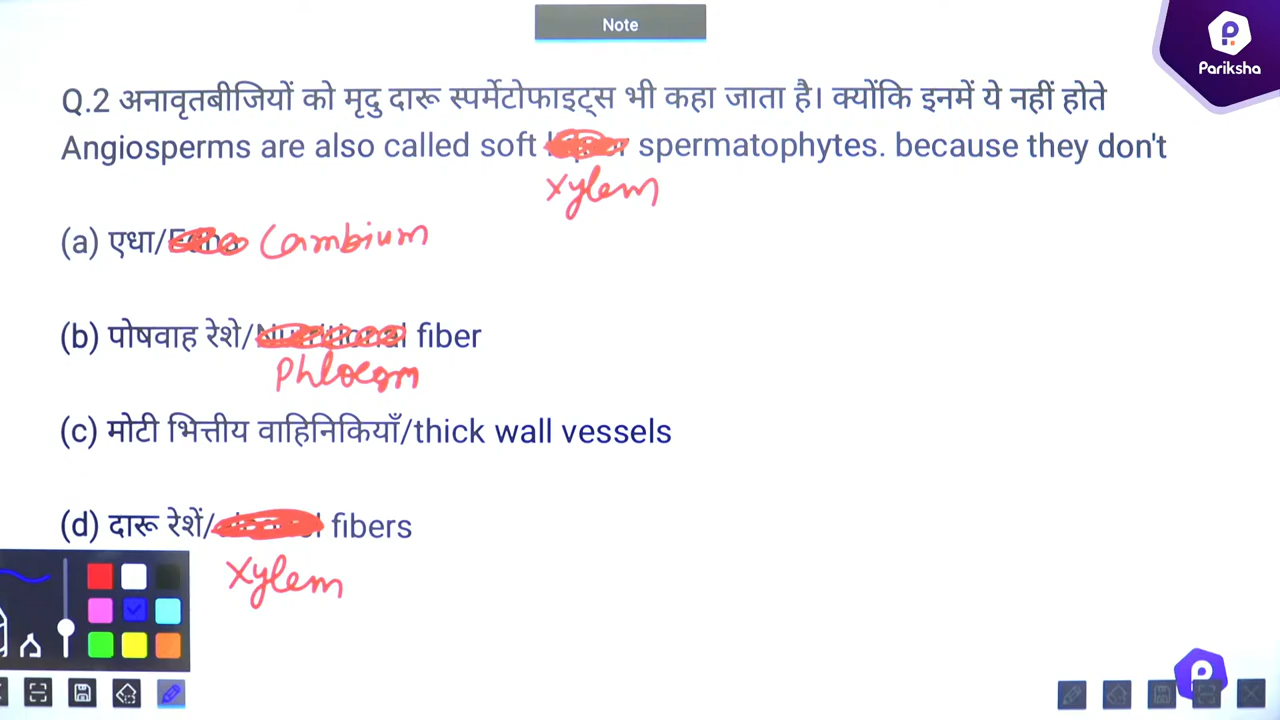 Note
Pariksha
Q.2 अनावृतबीजियों को मृदु दारू स्पर्मेटोफाइट्स भी कहा जाता है। क्योंकि इनमें ये नहीं होते
Angiosperms are also called soft spermatophytes. because they don't
xylem
(a) एधा/ Cambium
(b) पोषवाह रेशे/ fiber
Phloem
(c) मोटी भित्तीय वाहिनिकियाँ/thick wall vessels
(d) दारू रेशें/ fibers
xylem